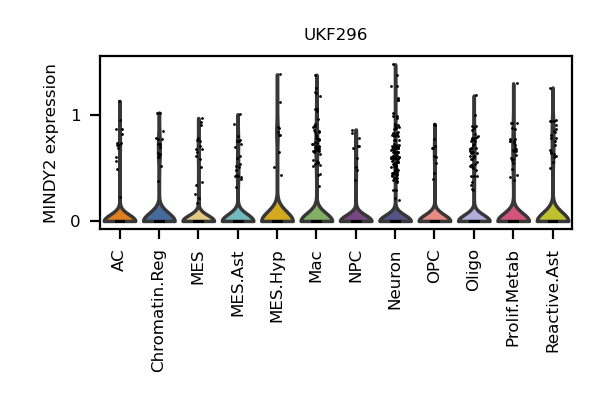 UKF296
MINDY2 expression
1
0
AC
Chromatin.Reg
MES
MES.Ast
MES.Hyp
Mac
NPC
Neuron
OPC
Oligo
Prolif.Metab
Reactive.Ast